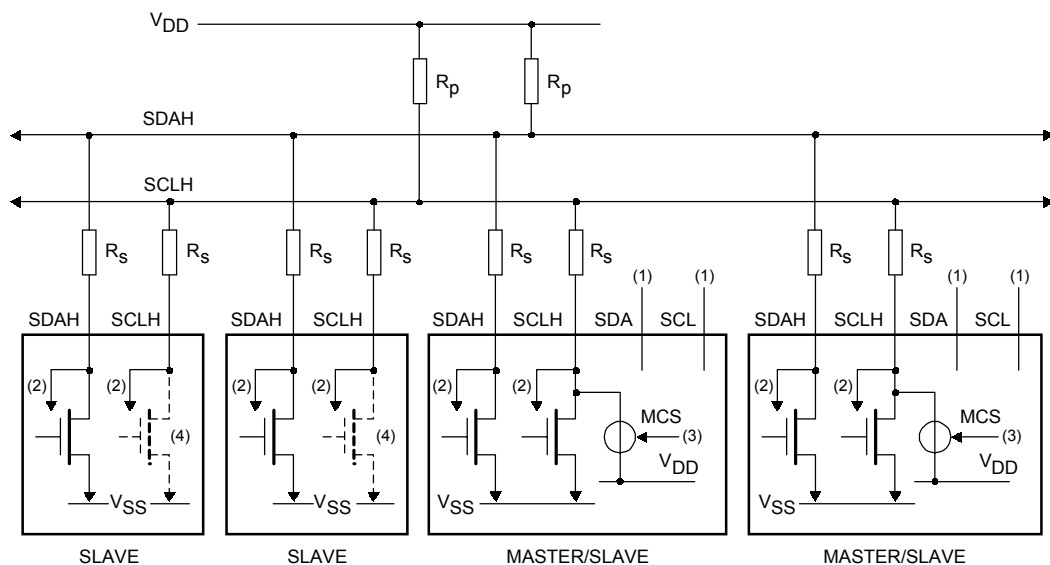 VDD
Rp Rp
SDAH
SCLH
Rs Rs Rs Rs Rs Rs Rs Rs
(1) (1) (1) (1)
SDAH SCLH SDAH SCLH SDAH SCLH SDA SCL SDAH SCLH SDA SCL
(2) (2) (2) (2) (2) (2) (2) (2)
MCS MCS
(4) (4) (3) (3)
VDD VDD
VSS VSS VSS VSS
SLAVE SLAVE MASTER/SLAVE MASTER/SLAVE